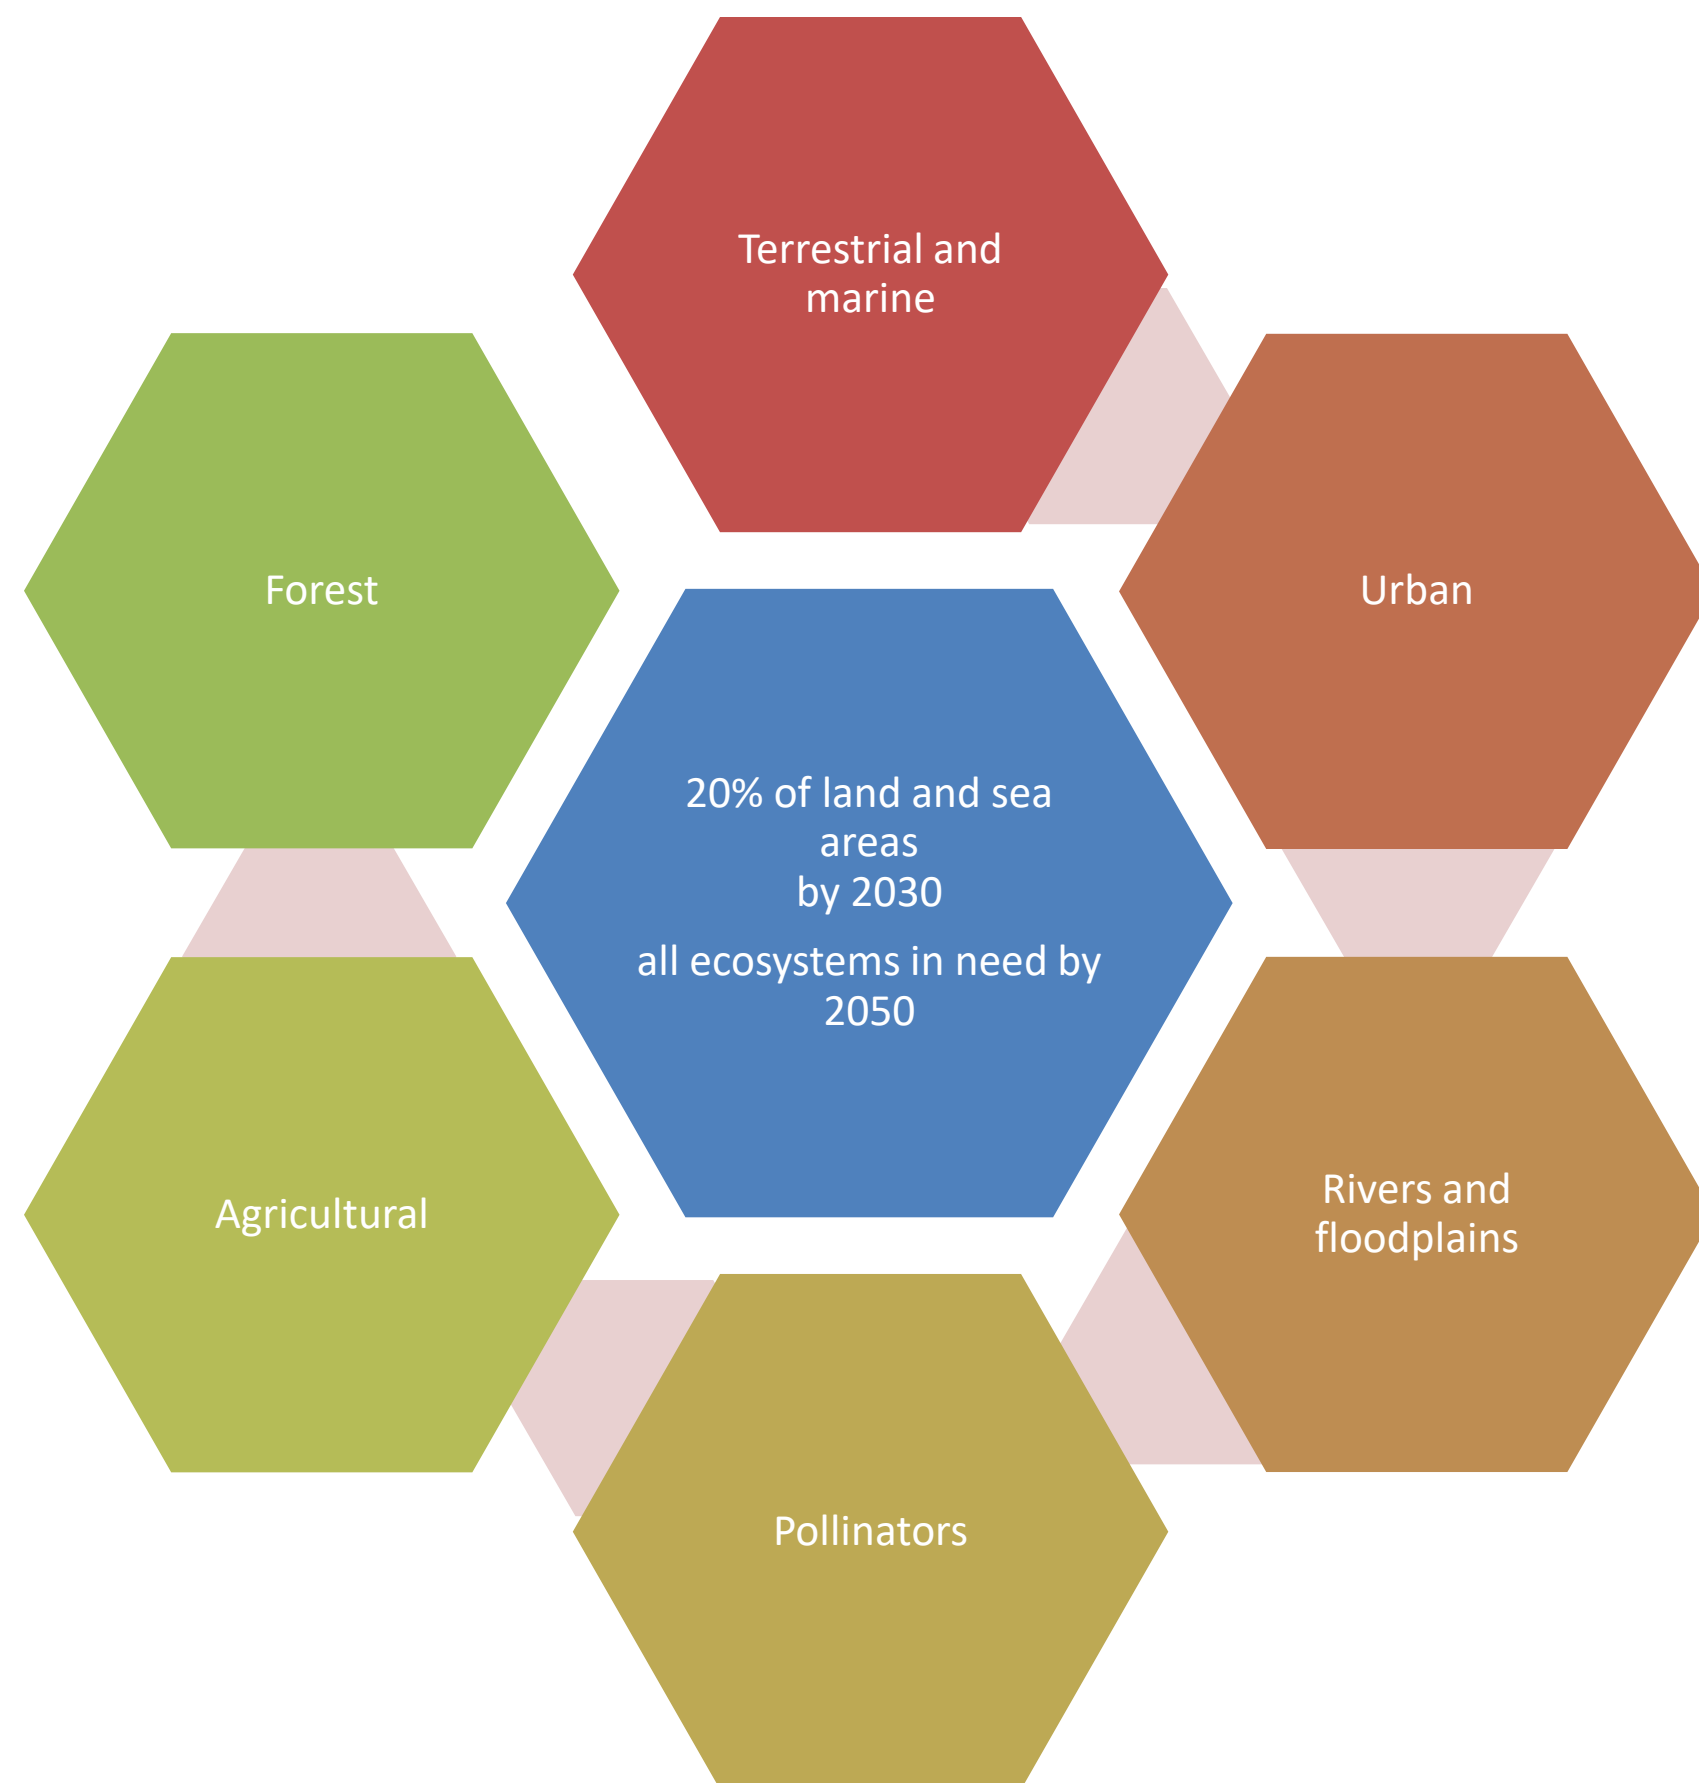 Terrestrial and
marine
Forest
Urban
20% of land and sea
areas
by 2030
all ecosystems in need by
2050
Agricultural
Rivers and
floodplains
Pollinators